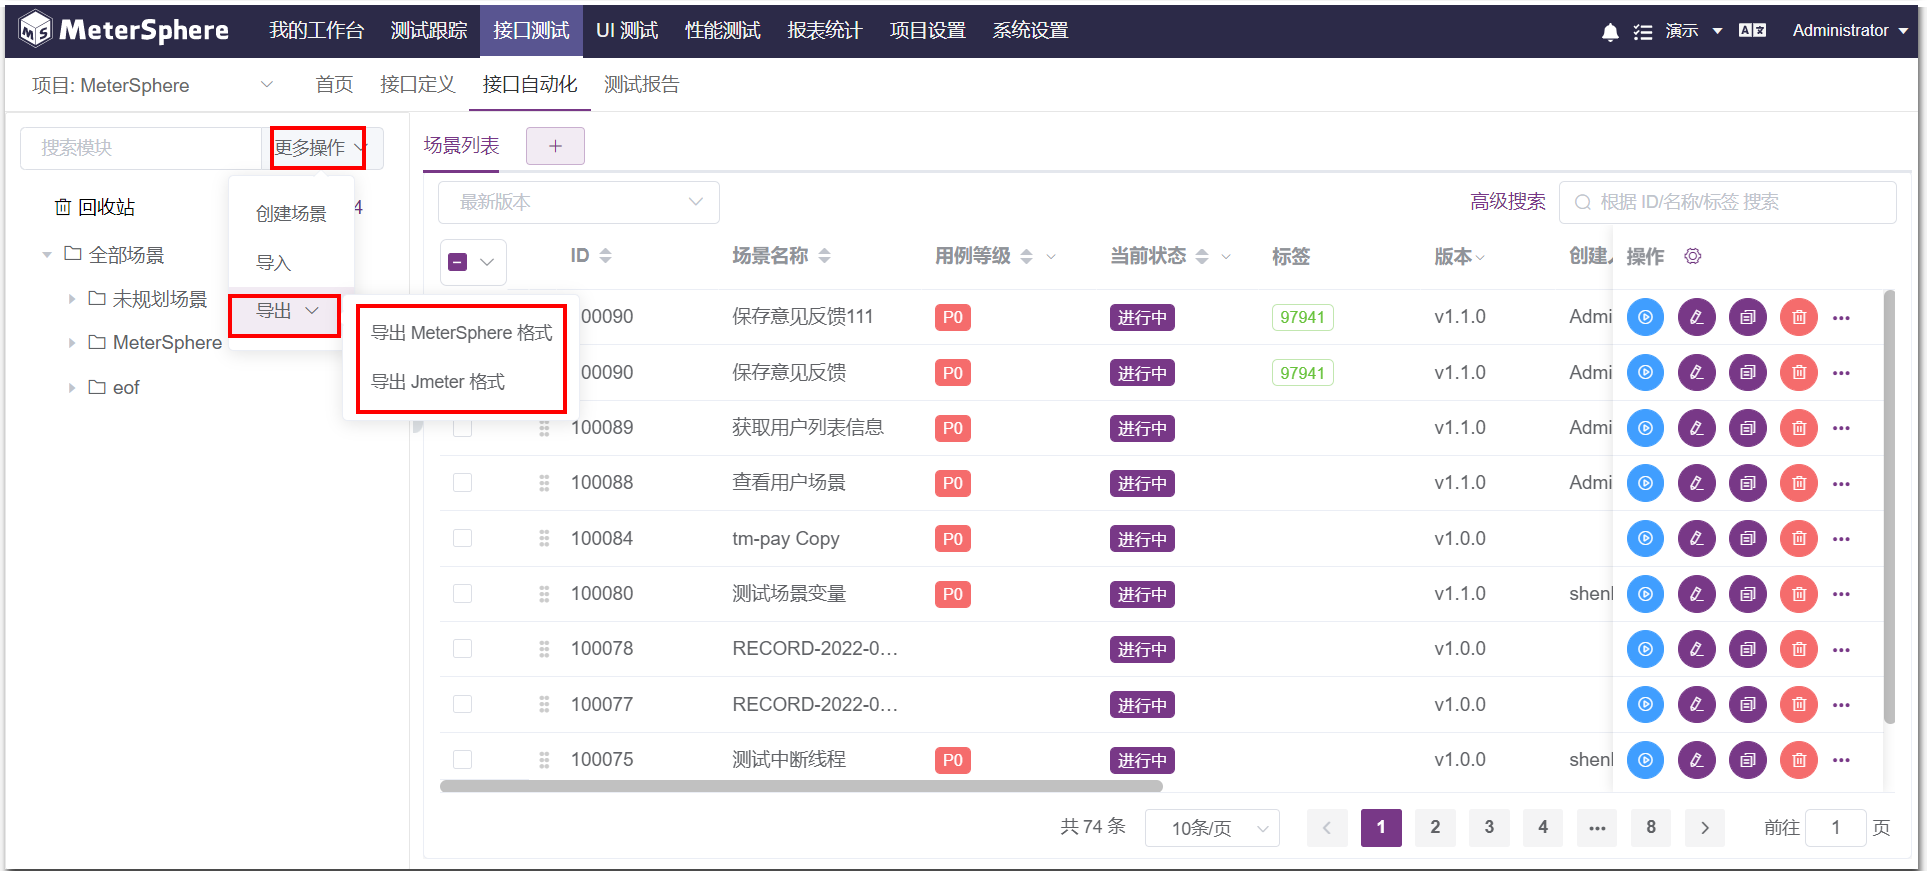 MeterSphere 我的工作台 测试跟踪 接口测试 UI 测试 性能测试 报表统计 项目设置 系统设置 演示 Administrator
项目: MeterSphere 首页 接口定义 接口自动化 测试报告
搜索模块 更多操作
回收站 4
全部场景
未规划场景
MeterSphere
eof
创建场景
导入
导出
导出 MeterSphere 格式
导出 Jmeter 格式
场景列表 +
最新版本 高级搜索 根据 ID/名称/标签 搜索
ID 场景名称 用例等级 当前状态 标签 版本 创建 操作
00090 保存意见反馈111 P0 进行中 97941 v1.1.0 Admi
00090 保存意见反馈 P0 进行中 97941 v1.1.0 Admi
100089 获取用户列表信息 P0 进行中 v1.1.0 Admi
100088 查看用户场景 P0 进行中 v1.1.0 Admi
100084 tm-pay Copy P0 进行中 v1.0.0
100080 测试场景变量 P0 进行中 v1.1.0 shen
100078 RECORD-2022-0... 进行中 v1.0.0
100077 RECORD-2022-0... 进行中 v1.0.0
100075 测试中断线程 P0 进行中 v1.0.0 shen
共 74 条 10条/页 1 2 3 4 ... 8 前往 1 页